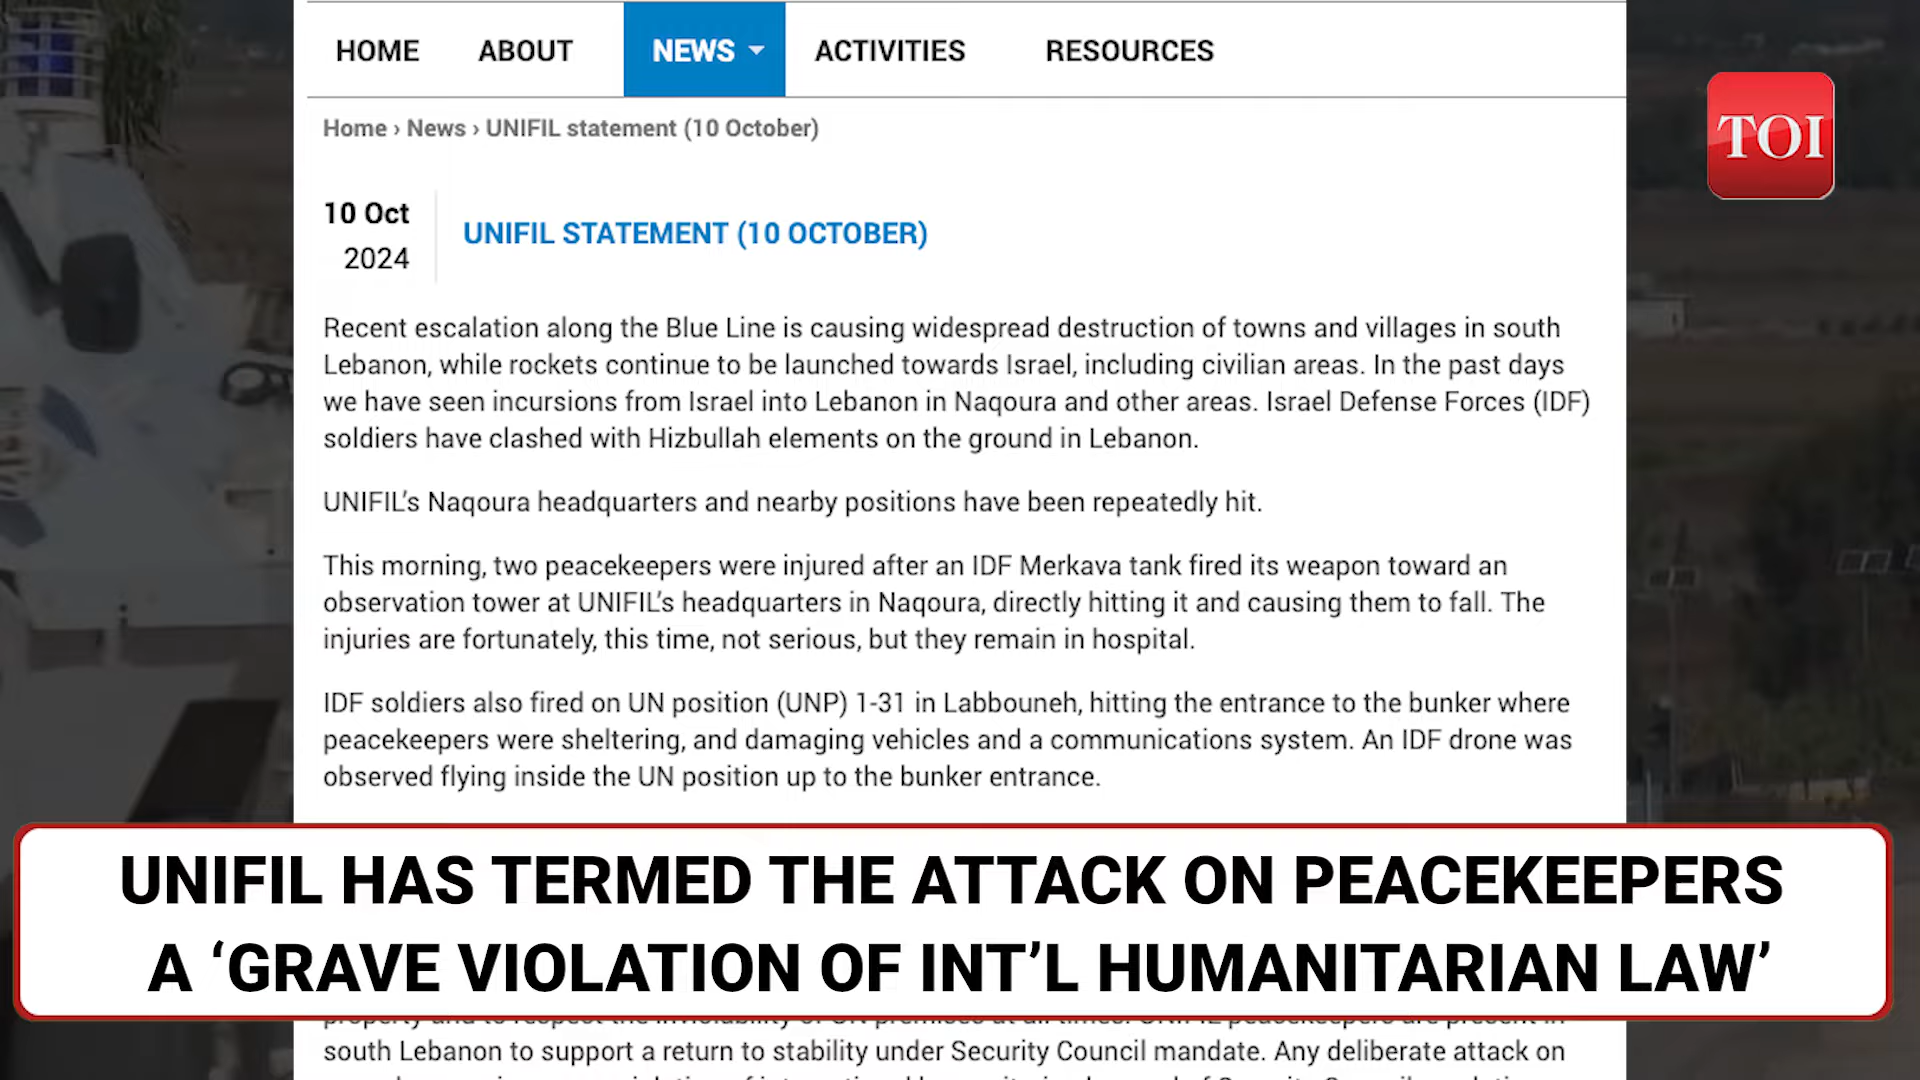 HOME ABOUT NEWS ACTIVITIES RESOURCES
TOI
Home › News › UNIFIL statement (10 October)
10 Oct
2024
UNIFIL STATEMENT (10 OCTOBER)
Recent escalation along the Blue Line is causing widespread destruction of towns and villages in south
Lebanon, while rockets continue to be launched towards Israel, including civilian areas. In the past days
we have seen incursions from Israel into Lebanon in Naqoura and other areas. Israel Defense Forces (IDF)
soldiers have clashed with Hizbullah elements on the ground in Lebanon.
UNIFIL’s Naqoura headquarters and nearby positions have been repeatedly hit.
This morning, two peacekeepers were injured after an IDF Merkava tank fired its weapon toward an
observation tower at UNIFIL’s headquarters in Naqoura, directly hitting it and causing them to fall. The
injuries are fortunately, this time, not serious, but they remain in hospital.
IDF soldiers also fired on UN position (UNP) 1-31 in Labbouneh, hitting the entrance to the bunker where
peacekeepers were sheltering, and damaging vehicles and a communications system. An IDF drone was
observed flying inside the UN position up to the bunker entrance.
UNIFIL HAS TERMED THE ATTACK ON PEACEKEEPERS
A ‘GRAVE VIOLATION OF INT’L HUMANITARIAN LAW’
south Lebanon to support a return to stability under Security Council mandate. Any deliberate attack on